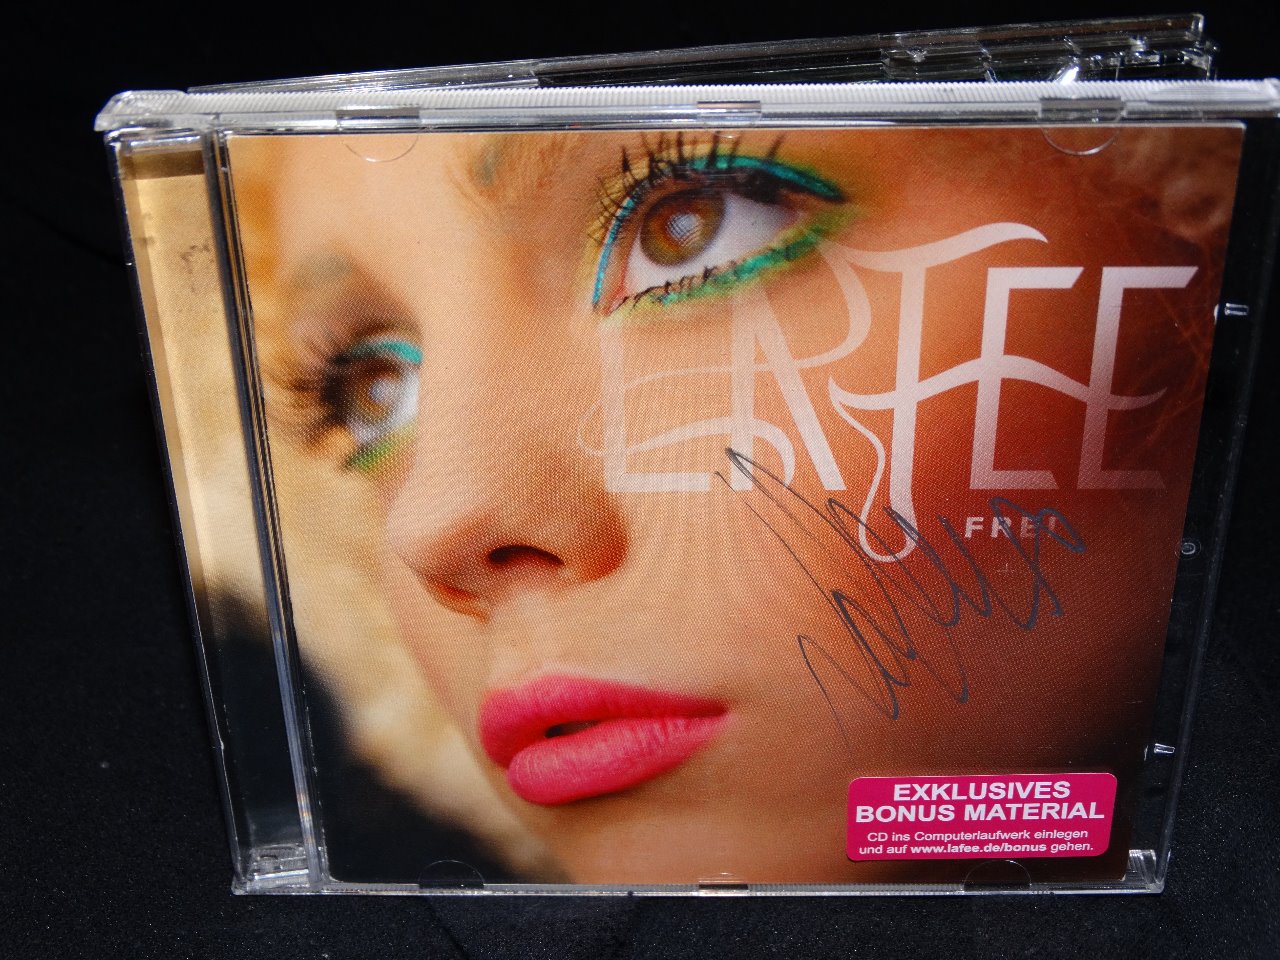 LAFEE
FREI
EXKLUSIVES
BONUS MATERIAL
CD ins Computerlaufwerk einlegen
und auf www.lafee.de/bonus gehen.